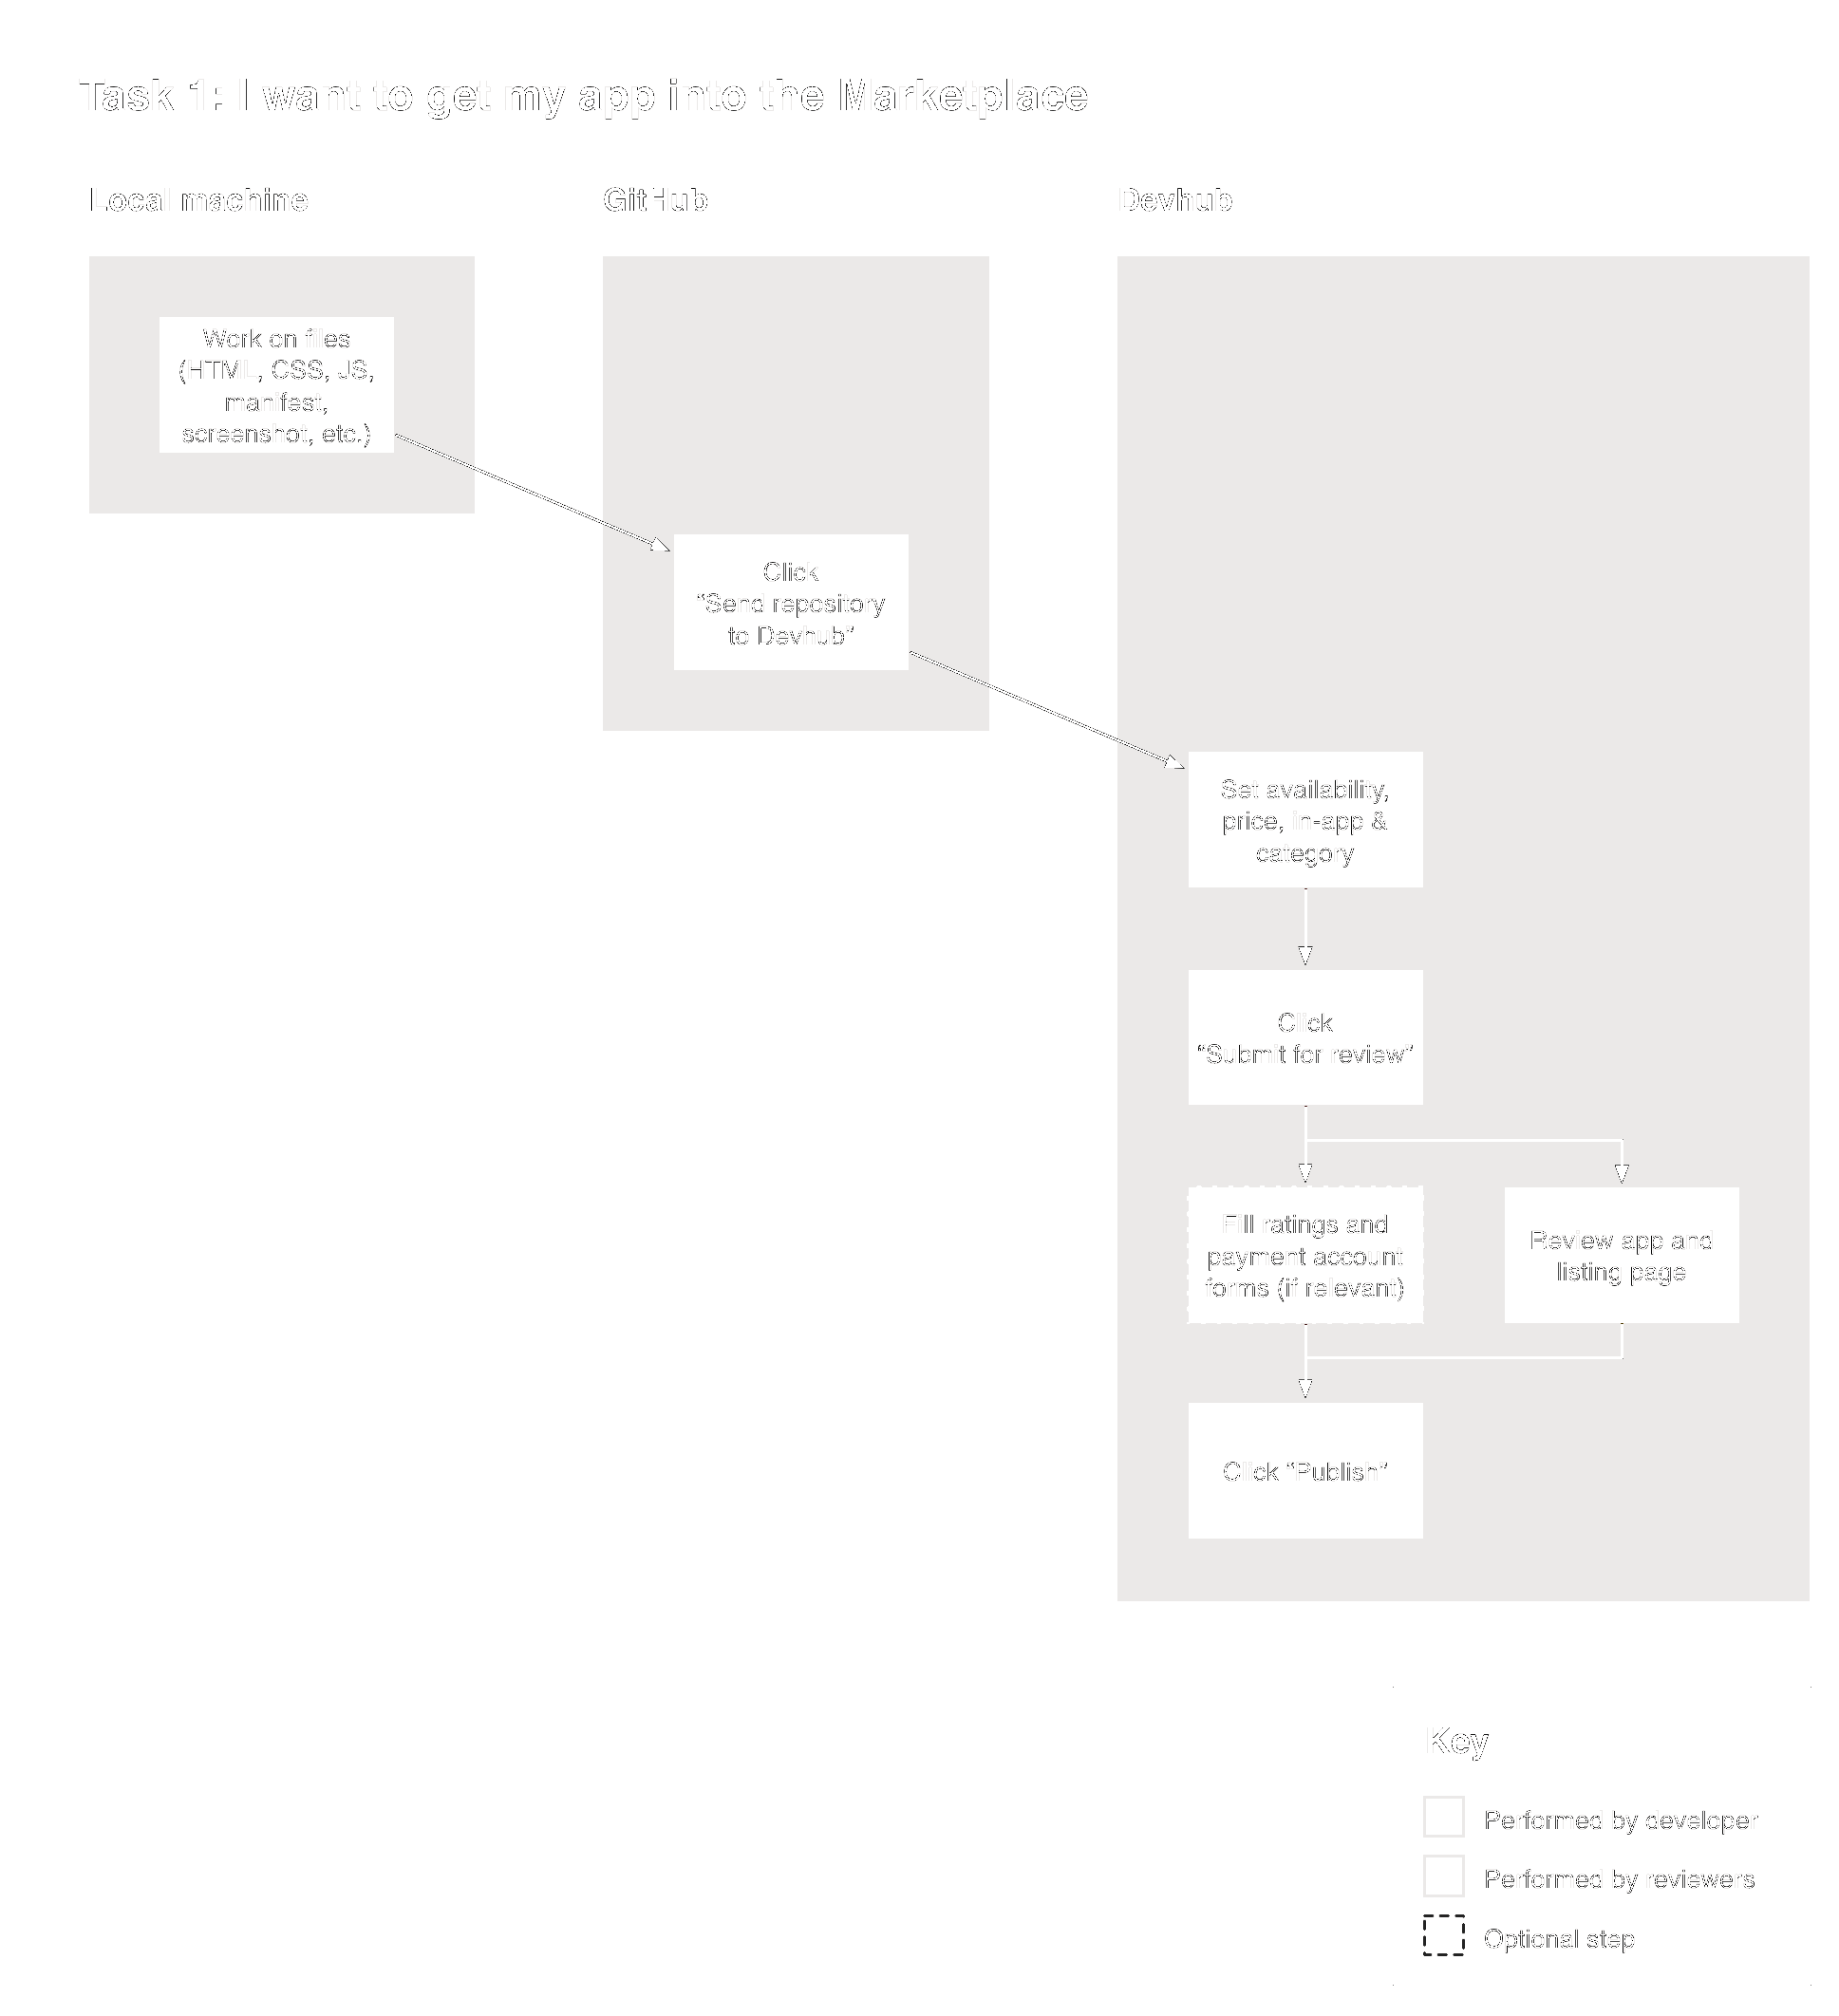 Task 1: I want to get my app into the Marketplace
Local machine
GitHub
Devhub
Work on files
(HTML, CSS, JS,
manifest,
screenshot, etc.)
Click
“Send repository
to Devhub”
Set availability,
price, in-app &
category
Click
“Submit for review”
Fill ratings and
payment account
forms (if relevant)
Review app and
listing page
Click “Publish”
Key
Performed by developer
Performed by reviewers
Optional step